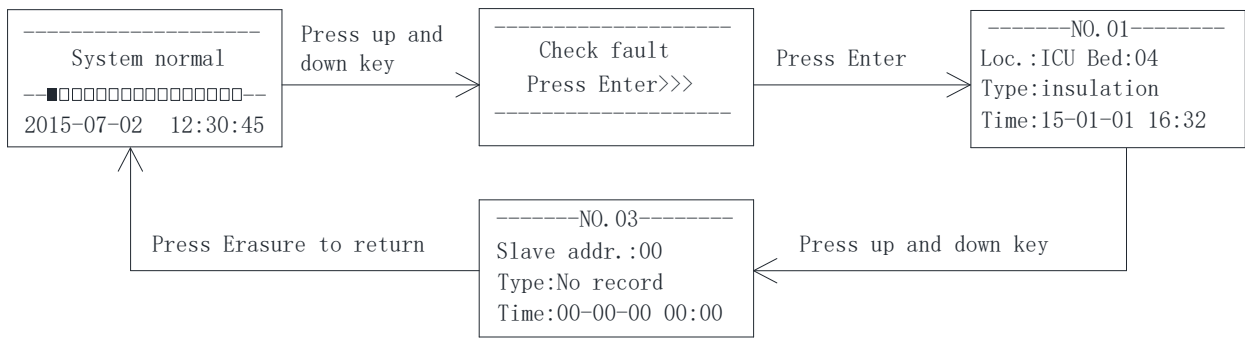 --------------------
System normal
--■□□□□□□□□□□□□□□□--
2015-07-02 12:30:45
Press up and
down key
--------------------
Check fault
Press Enter>>>
--------------------
Press Enter
-------NO.01--------
Loc.:ICU Bed:04
Type:insulation
Time:15-01-01 16:32
Press up and down key
-------NO.03--------
Slave addr.:00
Type:No record
Time:00-00-00 00:00
Press Erasure to return